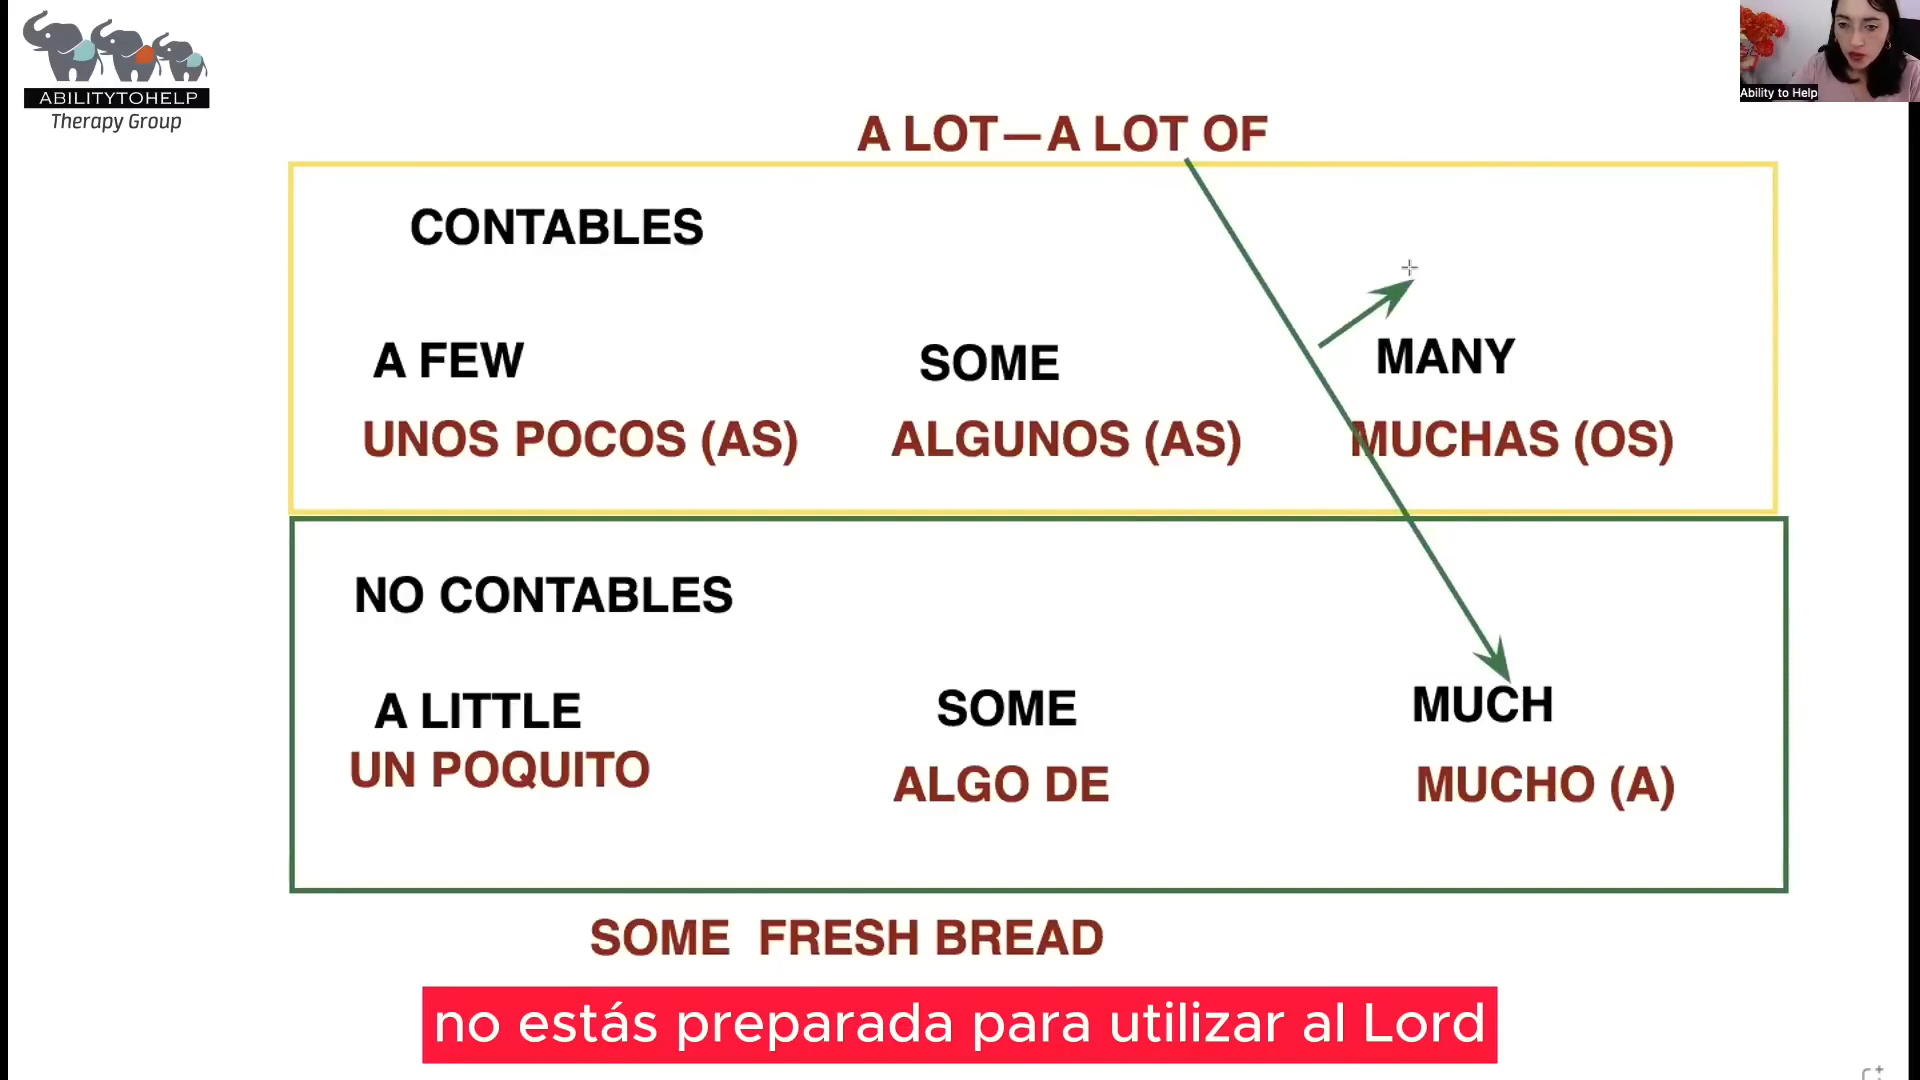 ABILITYTOHELP
Therapy Group
Ability to Help
A LOT—A LOT OF
CONTABLES
A FEW
SOME
MANY
UNOS POCOS (AS)
ALGUNOS (AS)
MUCHAS (OS)
NO CONTABLES
A LITTLE
SOME
MUCH
UN POQUITO
ALGO DE
MUCHO (A)
SOME FRESH BREAD
no estás preparada para utilizar al Lord